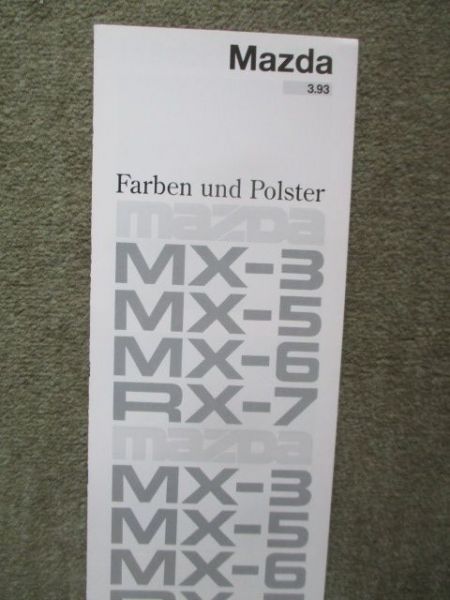 Mazda
3.93
Farben und Polster
mazda
MX-3
MX-5
MX-6
RX-7
mazda
MX-3
MX-5
MX-6